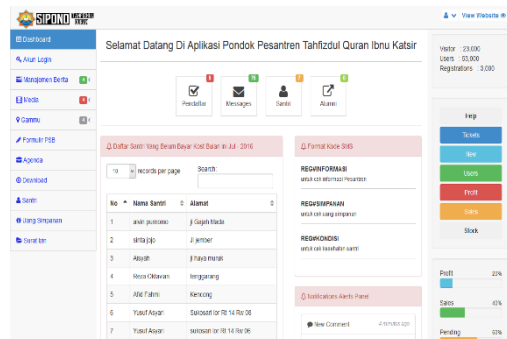 SIPOND
View Website
Dashboard
Akun Login
Manajemen Berita
Media
Gammu
Formulir PSB
Agenda
Download
Santri
Uang Simpanan
Surat Izin
Selamat Datang Di Aplikasi Pondok Pesantren Tahfizdul Quran Ibnu Katsir
Pendaftar
Messages
Santri
Alumni
Daftar Santri Yang Belum Bayar Kost Bulan ini Jul - 2016
10 records per page
Search:
No Nama Santri Alamat
1 arvin purnomo jl Gajah Mada
2 sinta jojo Jl jember
3 Aisyah
4 Reza Oktavian tenggarang
5 Afid Fahmi Kencong
6 Yusuf Asyari Sukosari lor Rt 14 Rw 06
7 Yusuf Asyari sukosari lor Rt 14 Rw 06
Format Kode SMS
REG#INFORMASI
untuk cek informasi Pesantren
REG#SIMPANAN
untuk cek uang simpanan
REG#KONDISI
untuk cek kesehatan santri
Notifications Alerts Panel
New Comment 4 minutes ago
Visitor : 23,000
Users : 53,000
Registrations : 3,000
Help
Tickets
New
Users
Profit
Sales
Stock
Profit
Sales
Pending